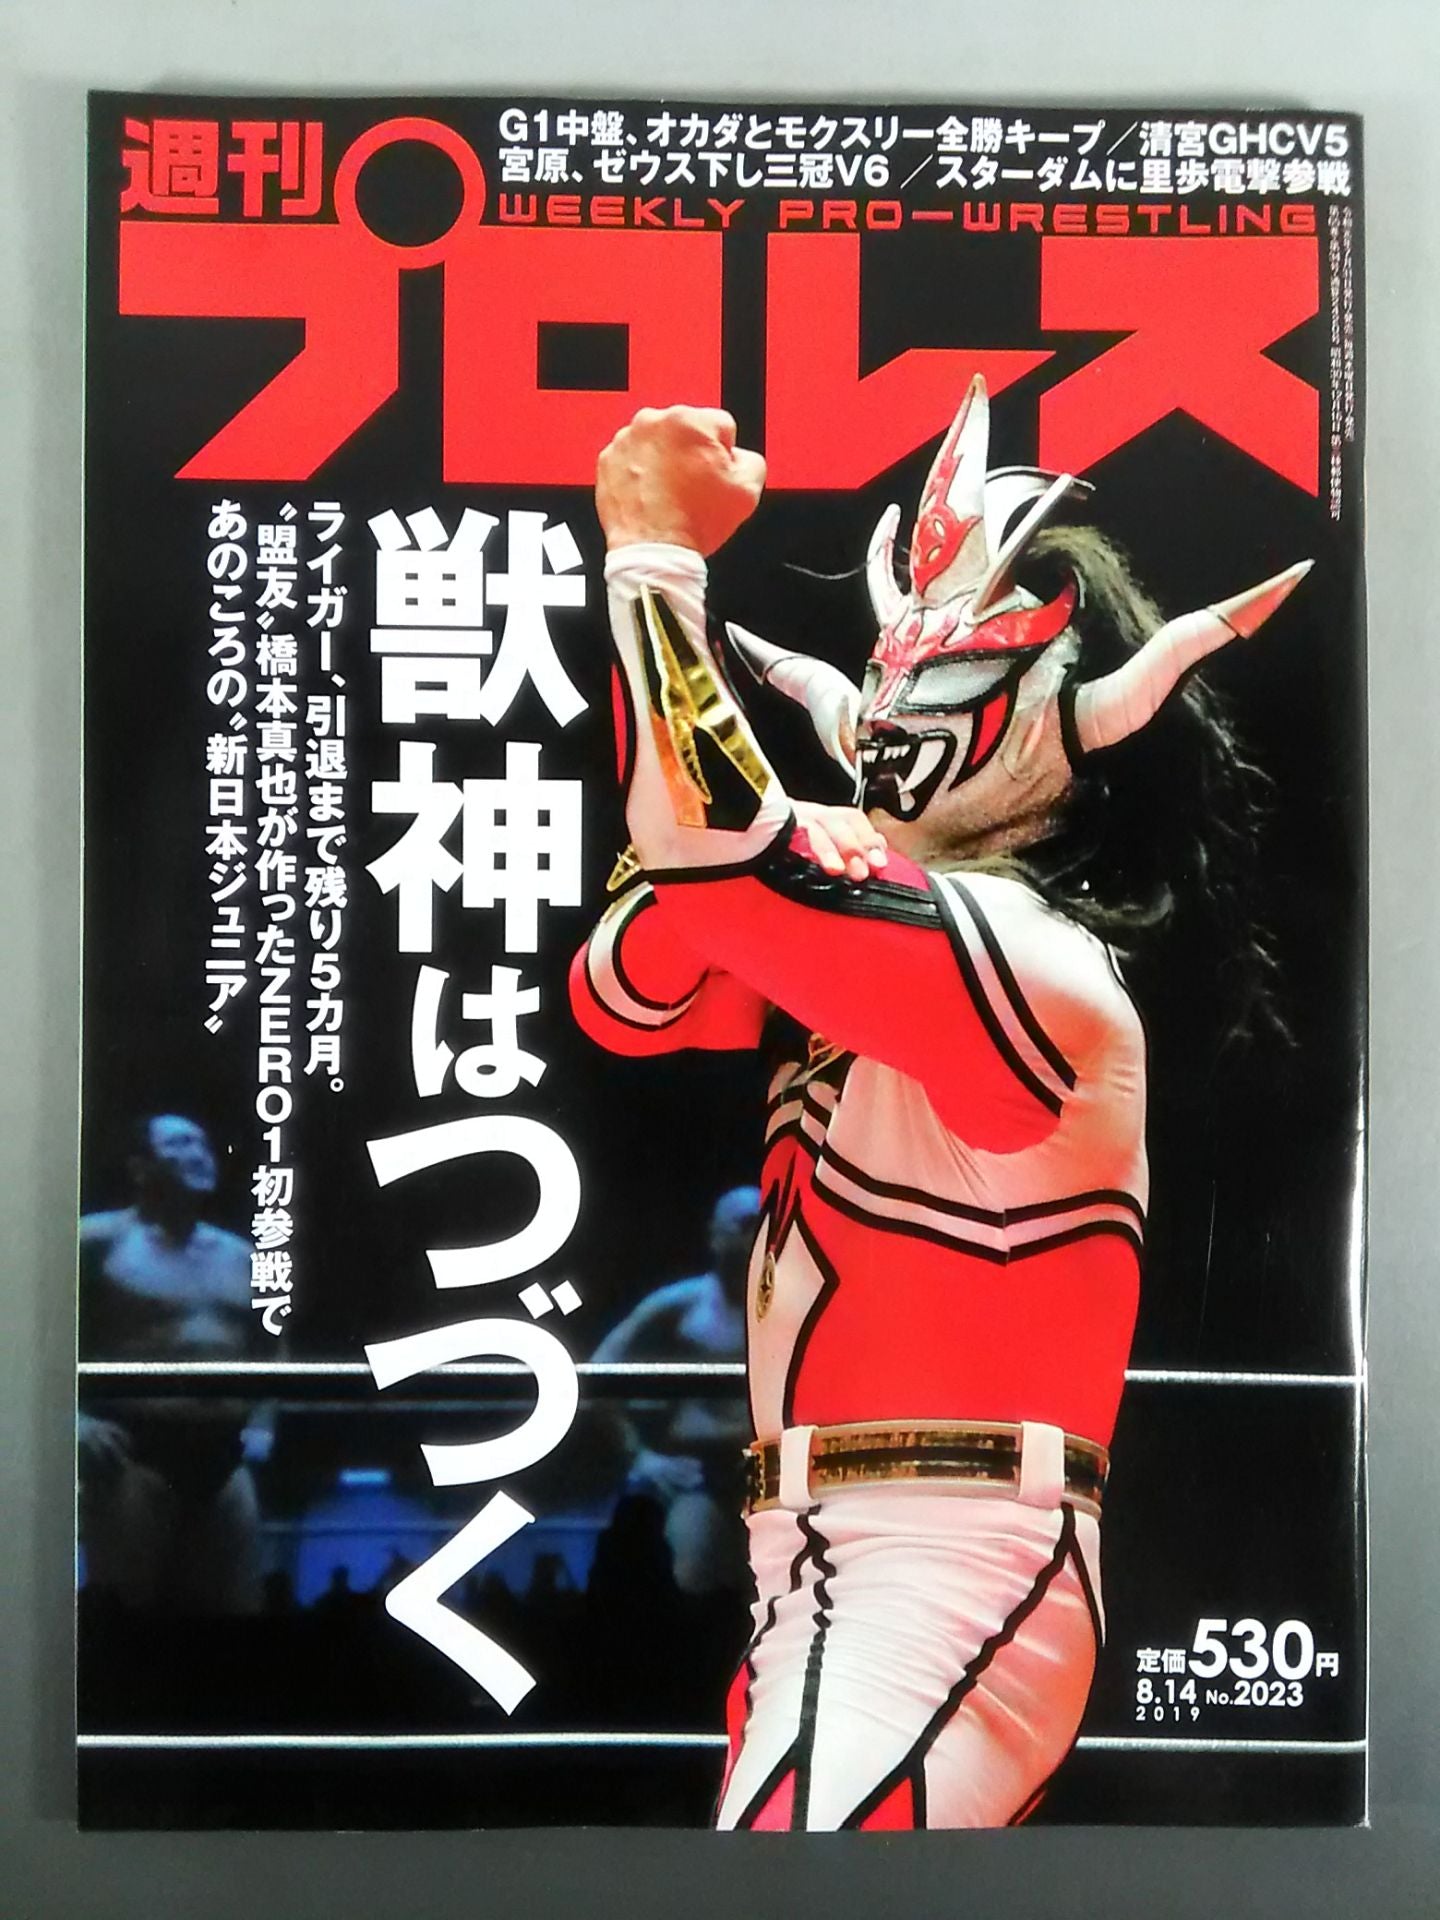 週刊プロレス
G1中盤、オカダとモクスリー全勝キープ／清宮GHCV5
宮原、ゼウス下し三冠V6／スターダムに里歩電撃参戦
WEEKLY PRO-WRESTLING
獣神はつづく
ライガー、引退まで残り5カ月。
〝盟友〟橋本真也が作ったZERO1初参戦で
あのころの〝新日本ジュニア〟
定価530円
8.14 No.2023
2019